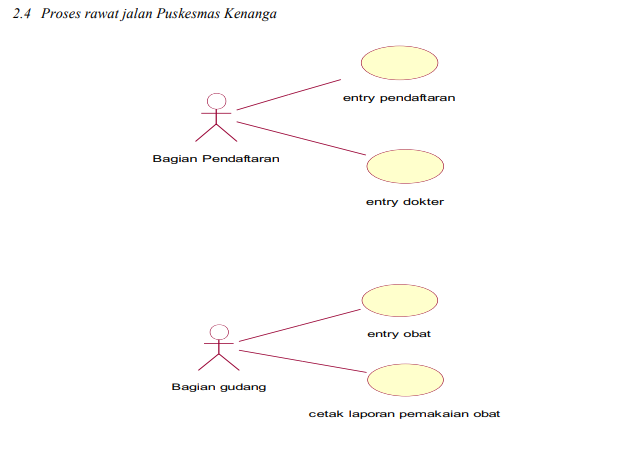 2.4 Proses rawat jalan Puskesmas Kenanga
entry pendaftaran
Bagian Pendaftaran
entry dokter
entry obat
Bagian gudang
cetak laporan pemakaian obat